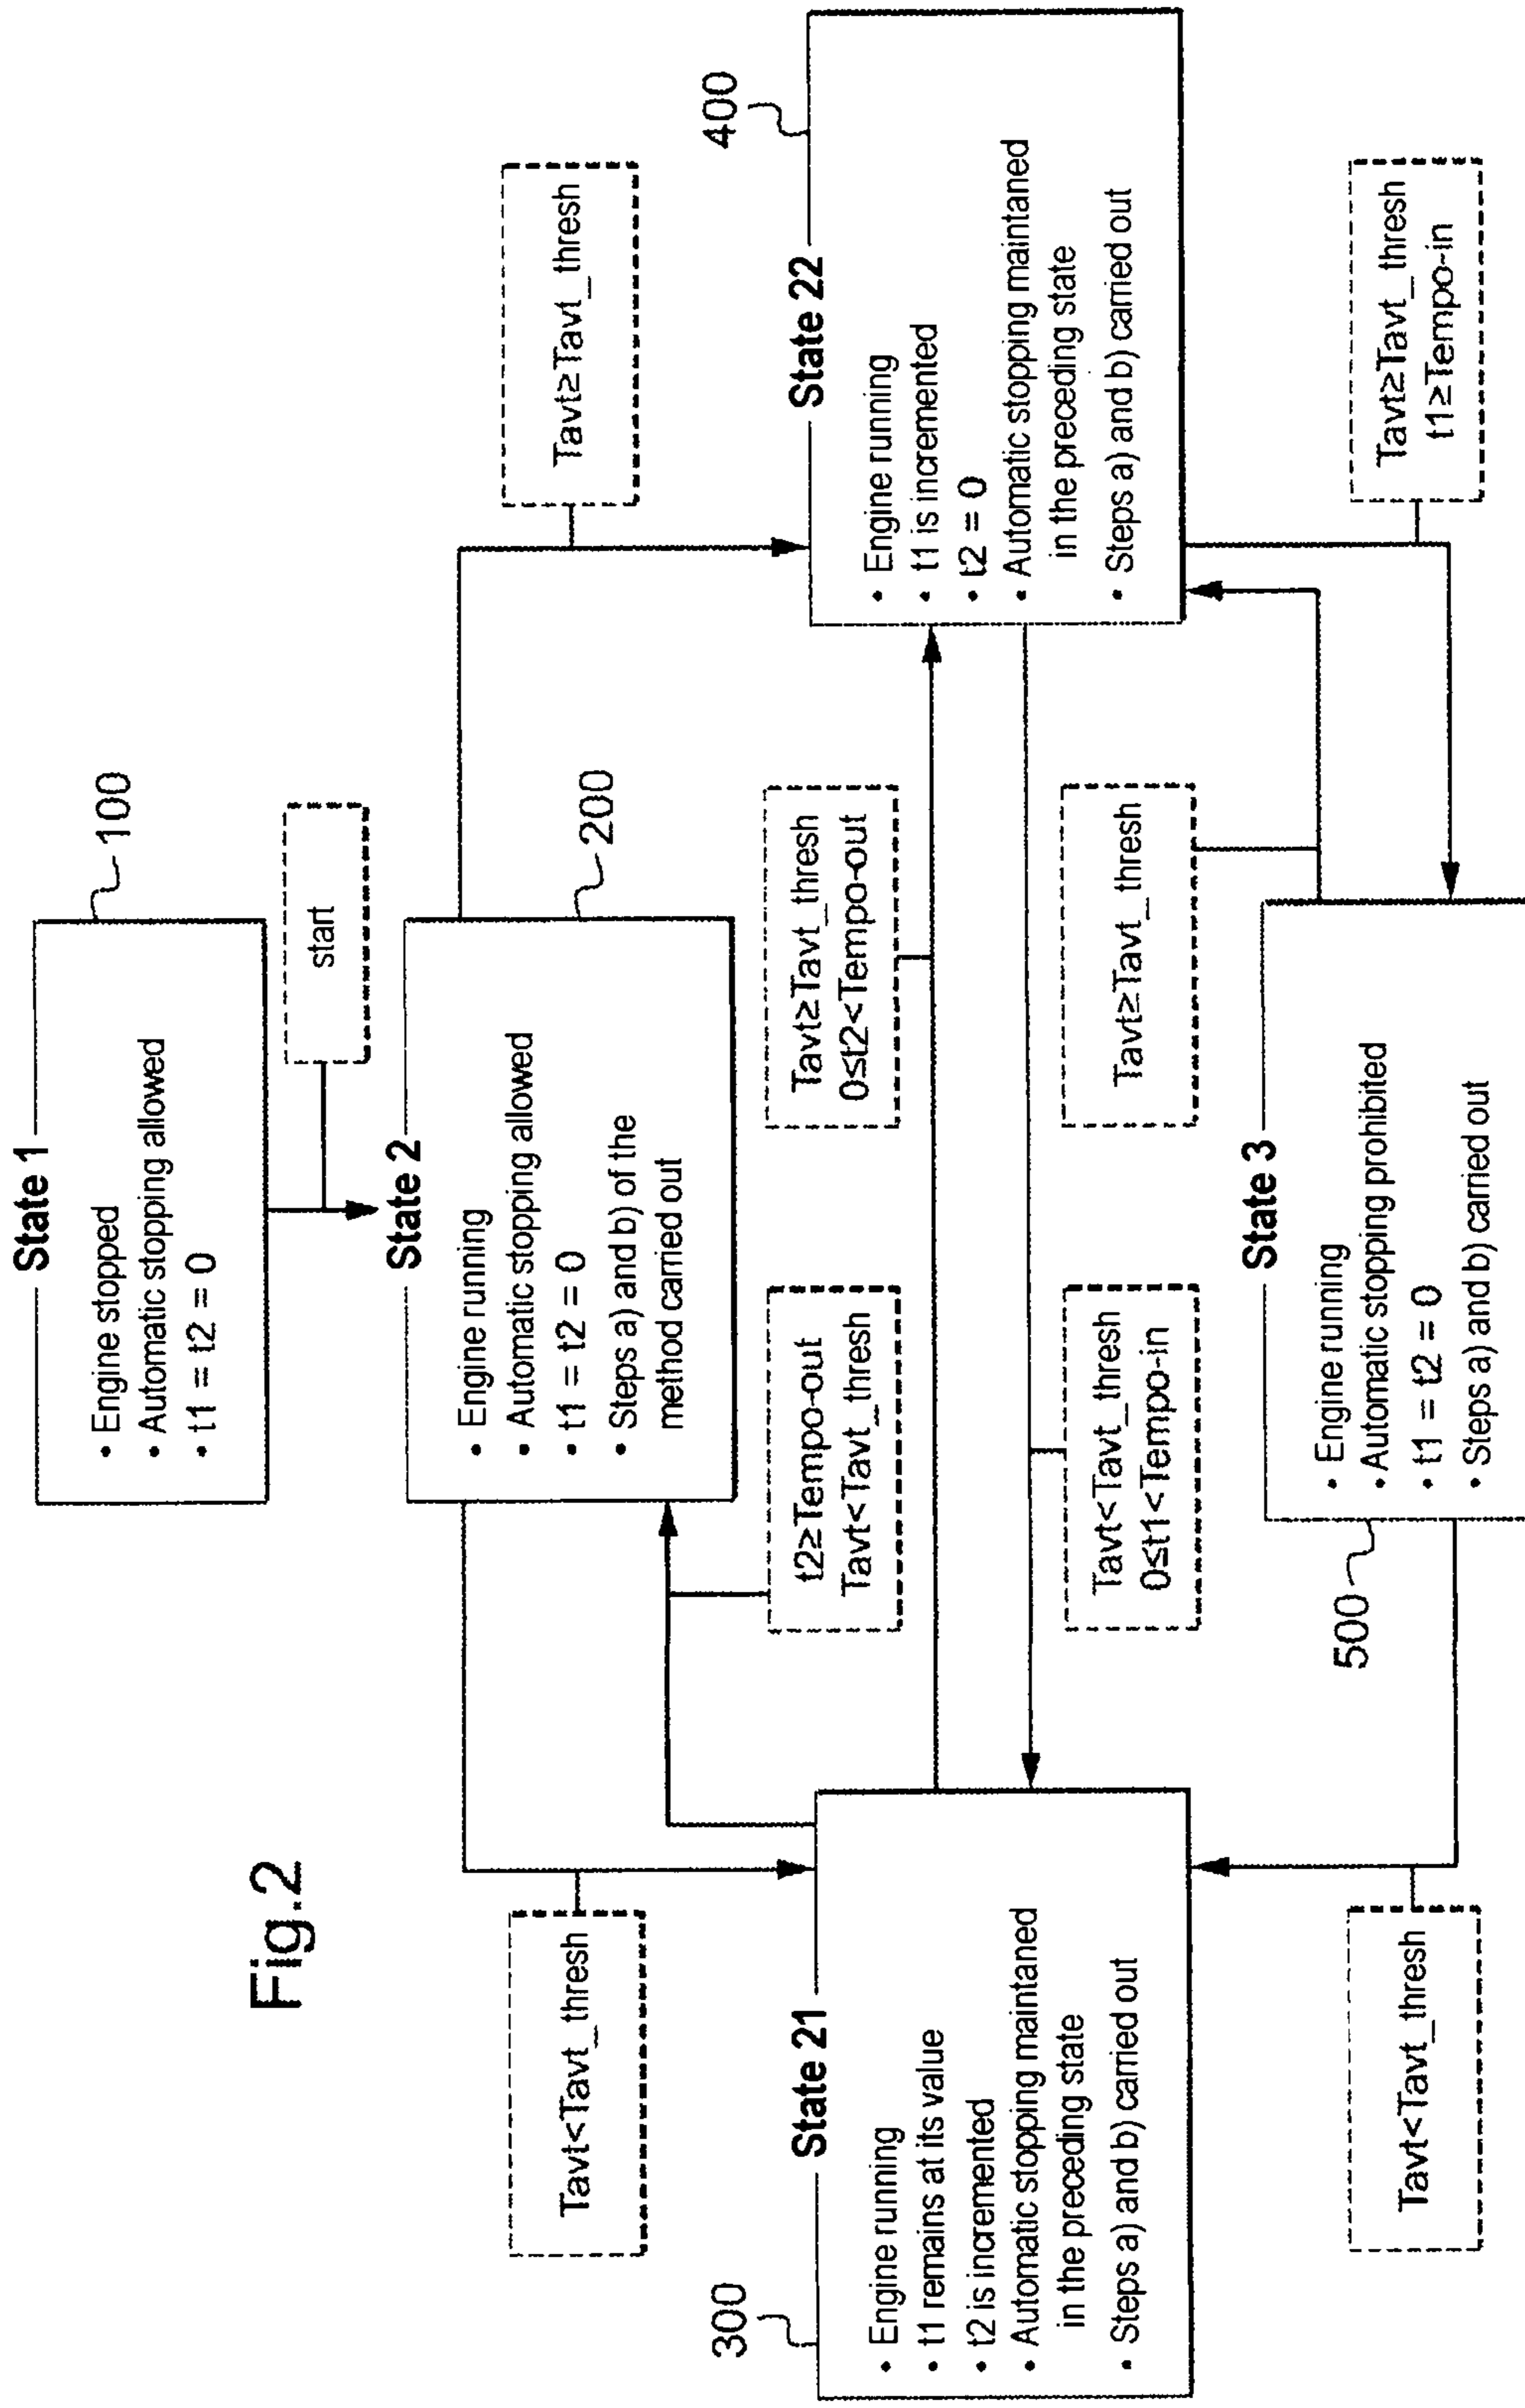 Fig.2
State 1
100
• Engine stopped
• Automatic stopping allowed
• t1 = t2 = 0
start
State 2
200
• Engine running
• Automatic stopping allowed
• t1 = t2 = 0
• Steps a) and b) of the
method carried out
Tavt<Tavt_thresh
Tavt≥Tavt_thresh
t2≥Tempo-out
Tavt<Tavt_thresh
Tavt≥Tavt_thresh
0≤t2<Tempo-out
300
State 21
• Engine running
• t1 remains at its value
• t2 is incremented
• Automatic stopping maintaned
in the preceding state
• Steps a) and b) carried out
400
State 22
• Engine running
• t1 is incremented
• t2 = 0
• Automatic stopping maintaned
in the preceding state
• Steps a) and b) carried out
Tavt<Tavt_thresh
0≤t1<Tempo-in
Tavt≥Tavt_thresh
500
State 3
• Engine running
• Automatic stopping prohibited
• t1 = t2 = 0
• Steps a) and b) carried out
Tavt<Tavt_thresh
Tavt≥Tavt_thresh
t1≥Tempo-in